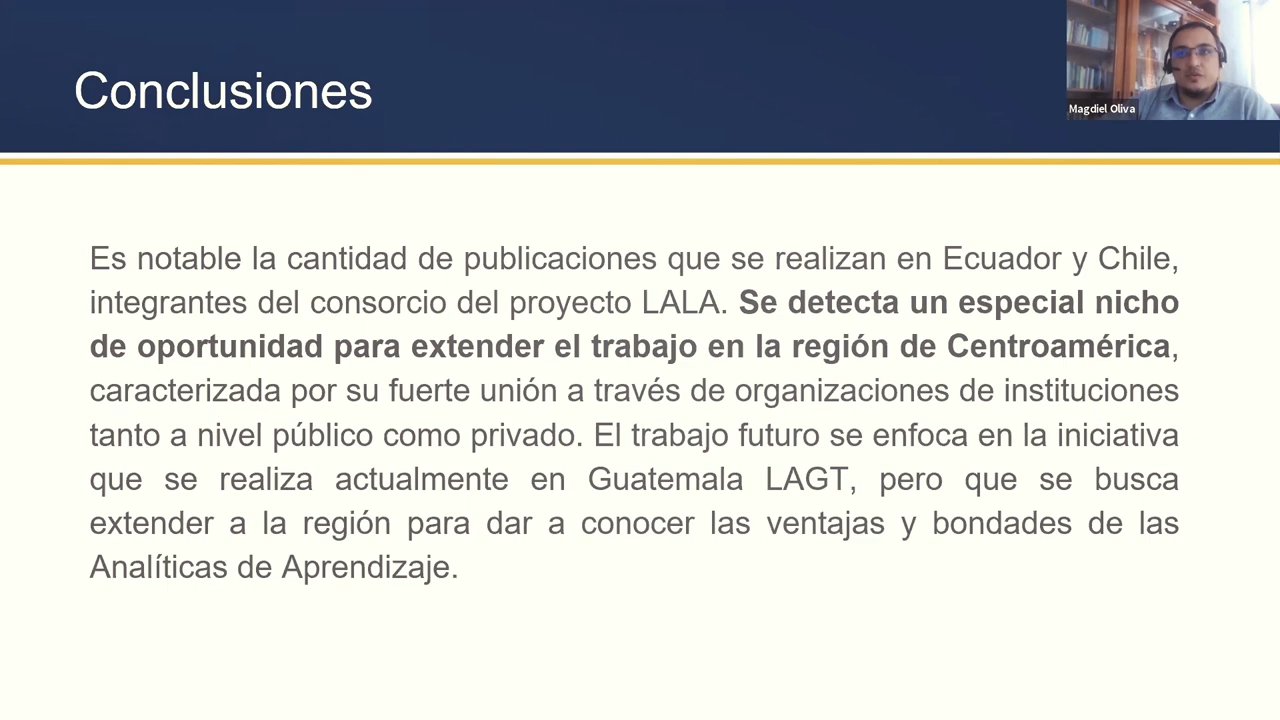 Conclusiones
Magdiel Oliva
Es notable la cantidad de publicaciones que se realizan en Ecuador y Chile,
integrantes del consorcio del proyecto LALA. Se detecta un especial nicho
de oportunidad para extender el trabajo en la región de Centroamérica,
caracterizada por su fuerte unión a través de organizaciones de instituciones
tanto a nivel público como privado. El trabajo futuro se enfoca en la iniciativa
que se realiza actualmente en Guatemala LAGT, pero que se busca
extender a la región para dar a conocer las ventajas y bondades de las
Analíticas de Aprendizaje.